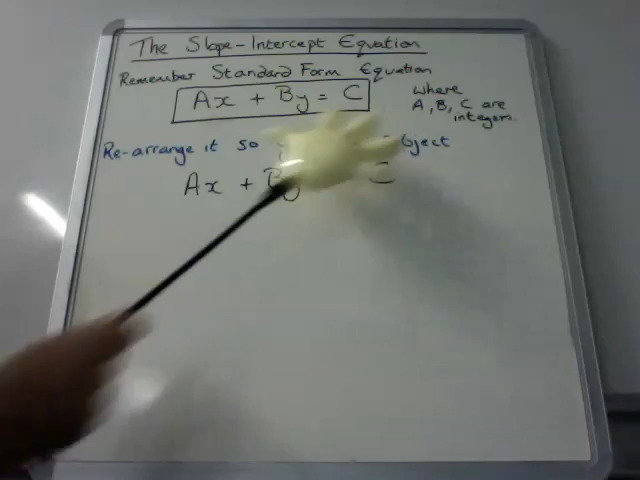 The Slope-Intercept Equation
Remember Standard Form Equation
Ax + By = C
Where
A, B, C are
integers.
Re-arrange it so
Ax + By C